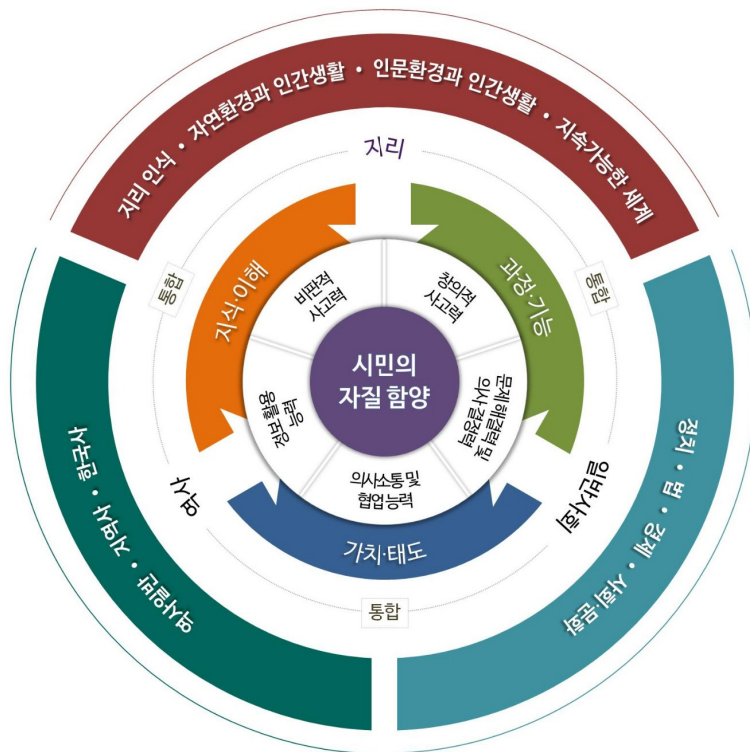 지리 인식 • 자연환경과 인간생활 • 인문환경과 인간생활 • 지속가능한 세계
지리
통합
통합
지식·이해
과정·기능
비판적
사고력
창의적
사고력
시민의
자질 함양
정보 활용
능력
문제 해결력 및
의사 결정력
의사소통 및
협업 능력
역사
일반사회
가치·태도
통합
역사일반 • 지역사 • 한국사
정치 • 법 • 경제 • 사회·문화